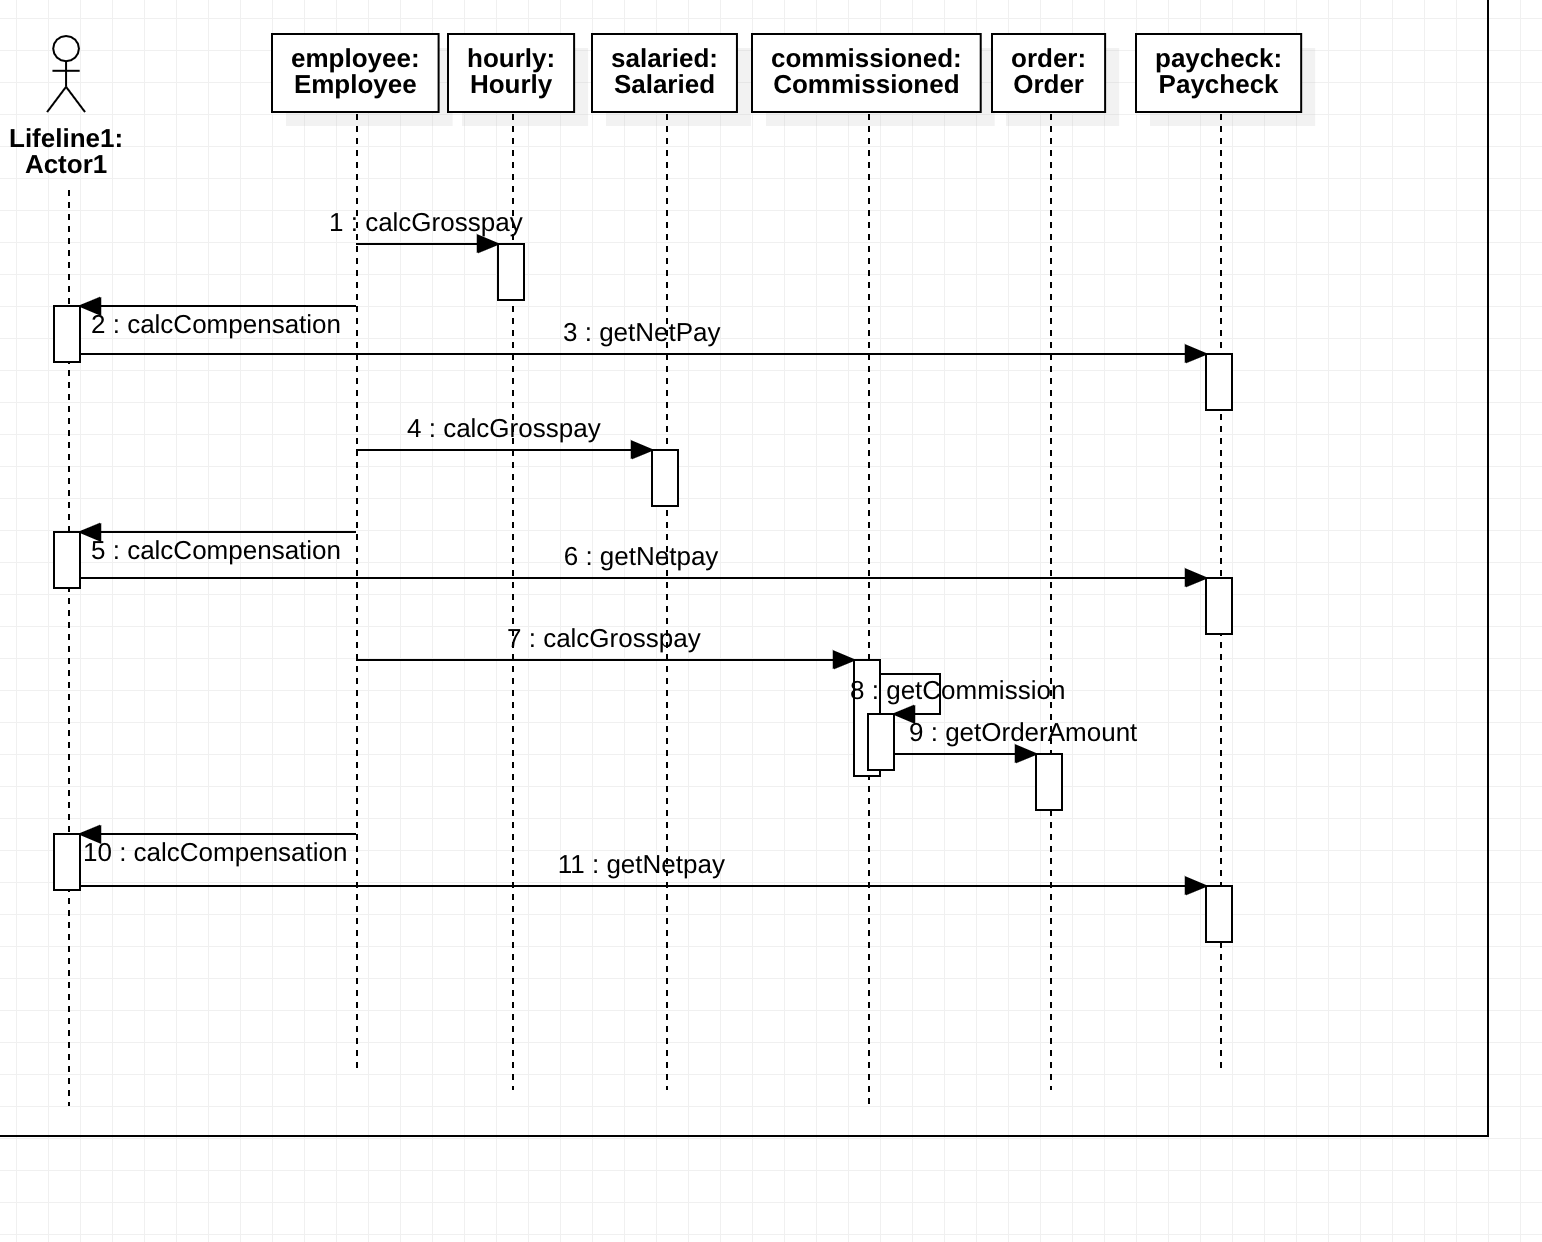 Lifeline1:
Actor1
employee:
Employee
hourly:
Hourly
salaried:
Salaried
commissioned:
Commissioned
order:
Order
paycheck:
Paycheck
1 : calcGrosspay
2 : calcCompensation
3 : getNetPay
4 : calcGrosspay
5 : calcCompensation
6 : getNetpay
7 : calcGrosspay
8 : getCommission
9 : getOrderAmount
10 : calcCompensation
11 : getNetpay